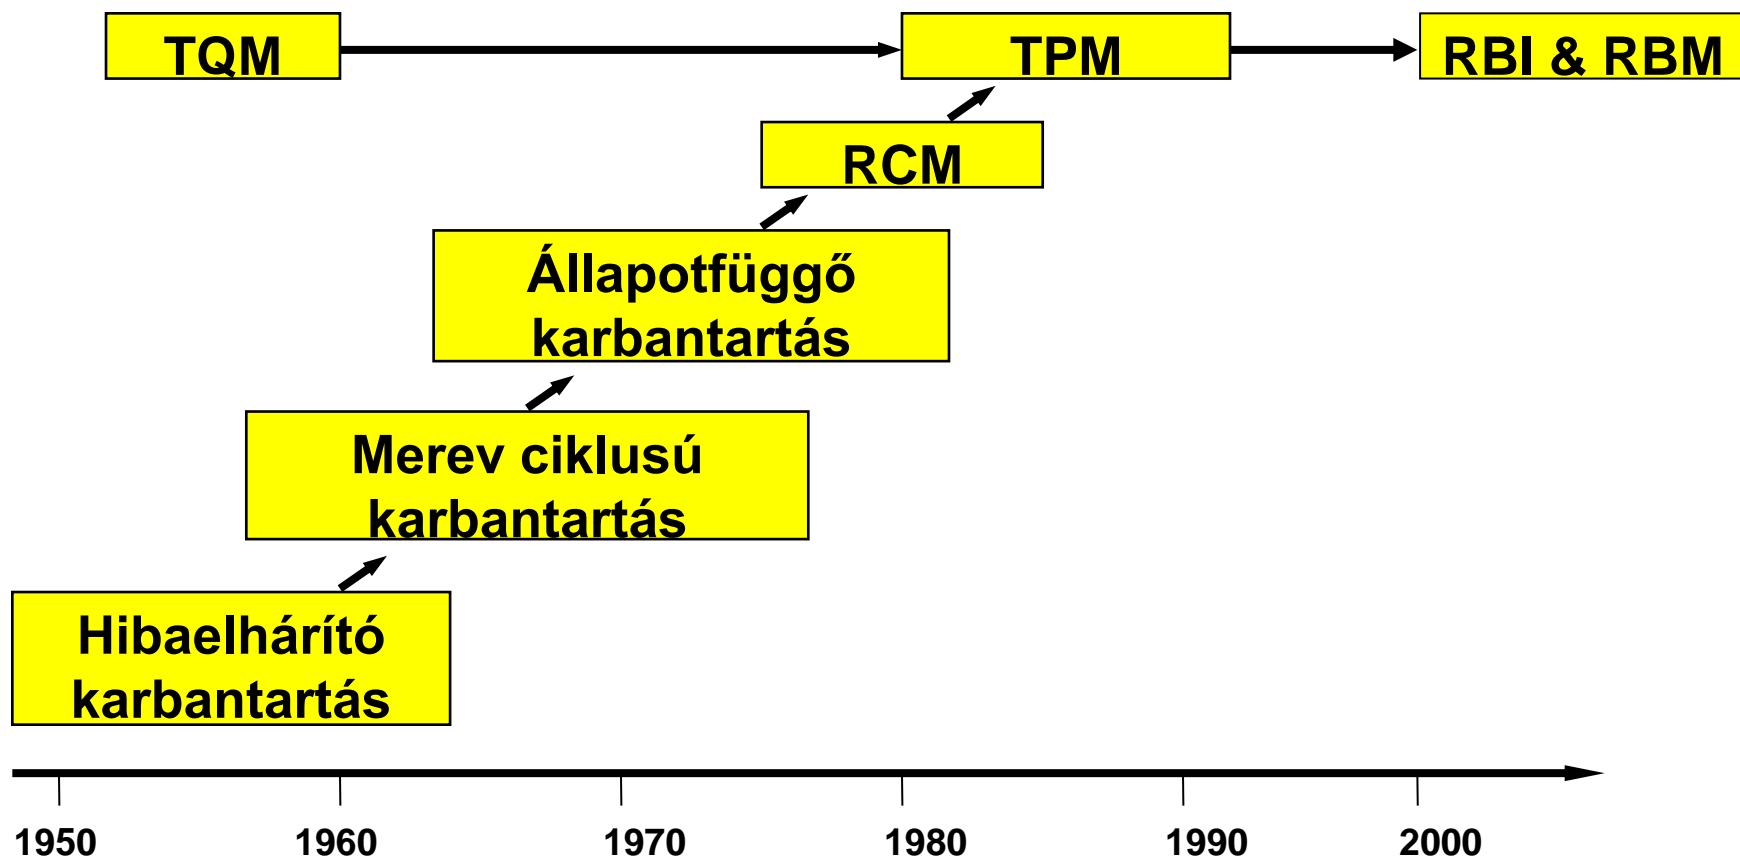 TQM
TPM
RBI & RBM
RCM
Állapotfüggő
karbantartás
Merev ciklusú
karbantartás
Hibaelhárító
karbantartás
1950 1960 1970 1980 1990 2000